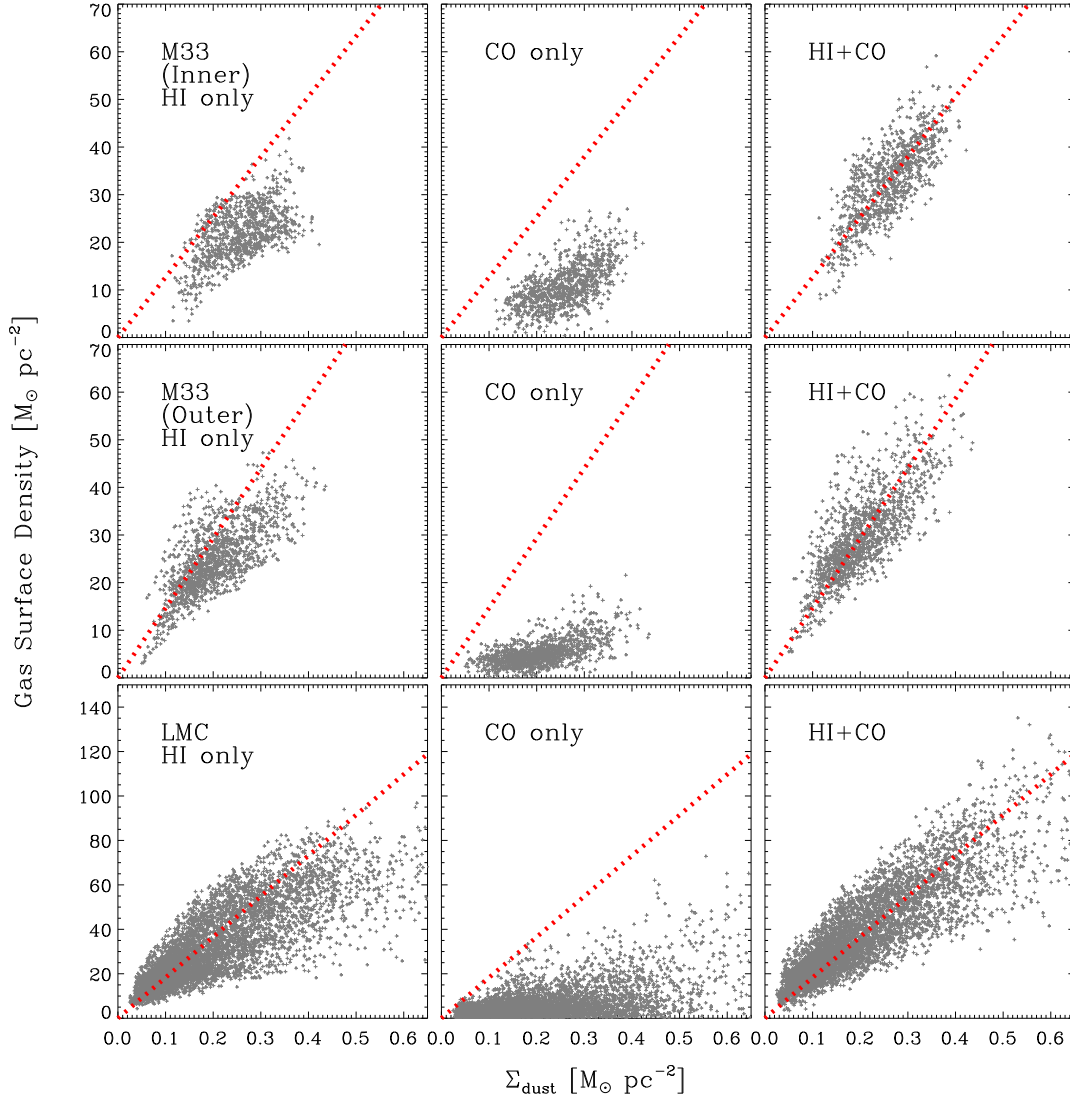 70
60
50
40
30
20
10
0
M33
(Inner)
HI only
CO only
HI+CO
70
60
50
40
30
20
10
0
M33
(Outer)
HI only
CO only
HI+CO
140
120
100
80
60
40
20
0
LMC
HI only
CO only
HI+CO
0.0 0.1 0.2 0.3 0.4 0.5 0.6
0.0 0.1 0.2 0.3 0.4 0.5 0.6
0.0 0.1 0.2 0.3 0.4 0.5 0.6
Gas Surface Density [M⊙ pc⁻²]
Σdust [M⊙ pc⁻²]